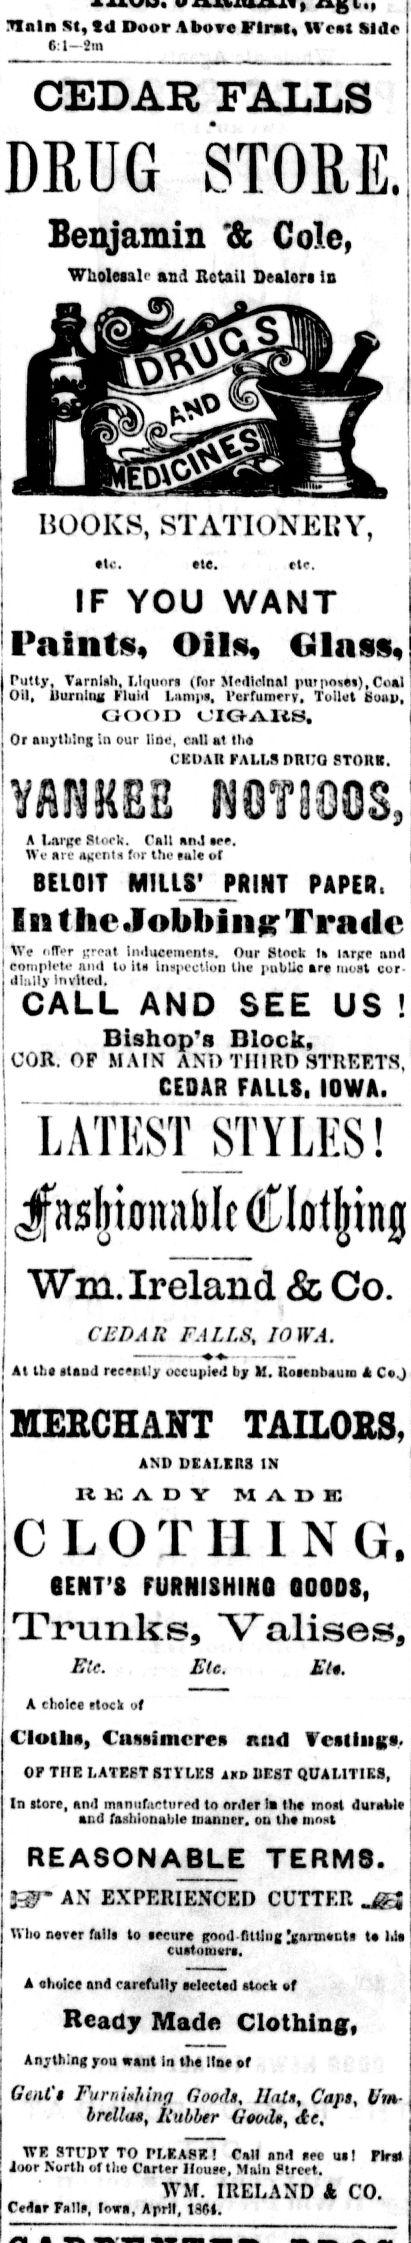 Main St, 2d Door Above First, West Side
6:1—2m
CEDAR FALLS
DRUG STORE.
Benjamin & Cole,
Wholesale and Retail Dealers in
DRUGS
AND
MEDICINES
BOOKS, STATIONERY,
etc. etc. etc.
IF YOU WANT
Paints, Oils, Glass,
Putty, Varnish, Liquors (for Medicinal purposes), Coal
Oil, Burning Fluid Lamps, Perfumery, Toilet Soap,
GOOD CIGARS,
Or anything in our line, call at the
CEDAR FALLS DRUG STORE.
YANKEE NOTIOOS,
A Large Stock. Call and see.
We are agents for the sale of
BELOIT MILLS' PRINT PAPER.
In the Jobbing Trade
We offer great inducements. Our Stock is large and
complete and to its inspection the public are most cor-
dially invited.
CALL AND SEE US!
Bishop's Block,
COR. OF MAIN AND THIRD STREETS,
CEDAR FALLS, IOWA.
LATEST STYLES!
Fashionable Clothing
Wm. Ireland & Co.
CEDAR FALLS, IOWA.
At the stand recently occupied by M. Rosenbaum & Co.)
MERCHANT TAILORS,
AND DEALERS IN
READY MADE
CLOTHING,
GENT'S FURNISHING GOODS,
Trunks, Valises,
Etc. Etc. Etc.
A choice stock of
Cloths, Cassimeres and Vestings,
OF THE LATEST STYLES AND BEST QUALITIES,
In store, and manufactured to order in the most durable
and fashionable manner, on the most
REASONABLE TERMS.
☞ AN EXPERIENCED CUTTER ☜
Who never fails to secure good-fitting garments to his
customers.
A choice and carefully selected stock of
Ready Made Clothing,
Anything you want in the line of
Gent's Furnishing Goods, Hats, Caps, Um-
brellas, Rubber Goods, &c,
WE STUDY TO PLEASE! Call and see us! First
door North of the Carter House, Main Street.
WM. IRELAND & CO.
Cedar Falls, Iowa, April, 1864.